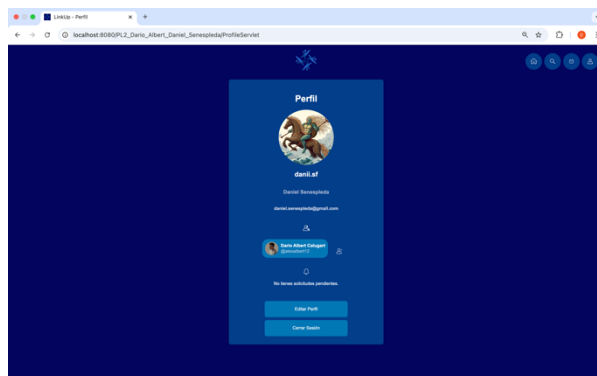 LinkUp - Perfil
localhost:8080/PL2_Dario_Albert_Daniel_Senespleda/ProfileServlet
Perfil
danii.sf
Daniel Senespleda
daniel.senespleda@gmail.com
Dario Albert Calugari
No tienes solicitudes pendientes.
Editar Perfil
Cerrar Sesión